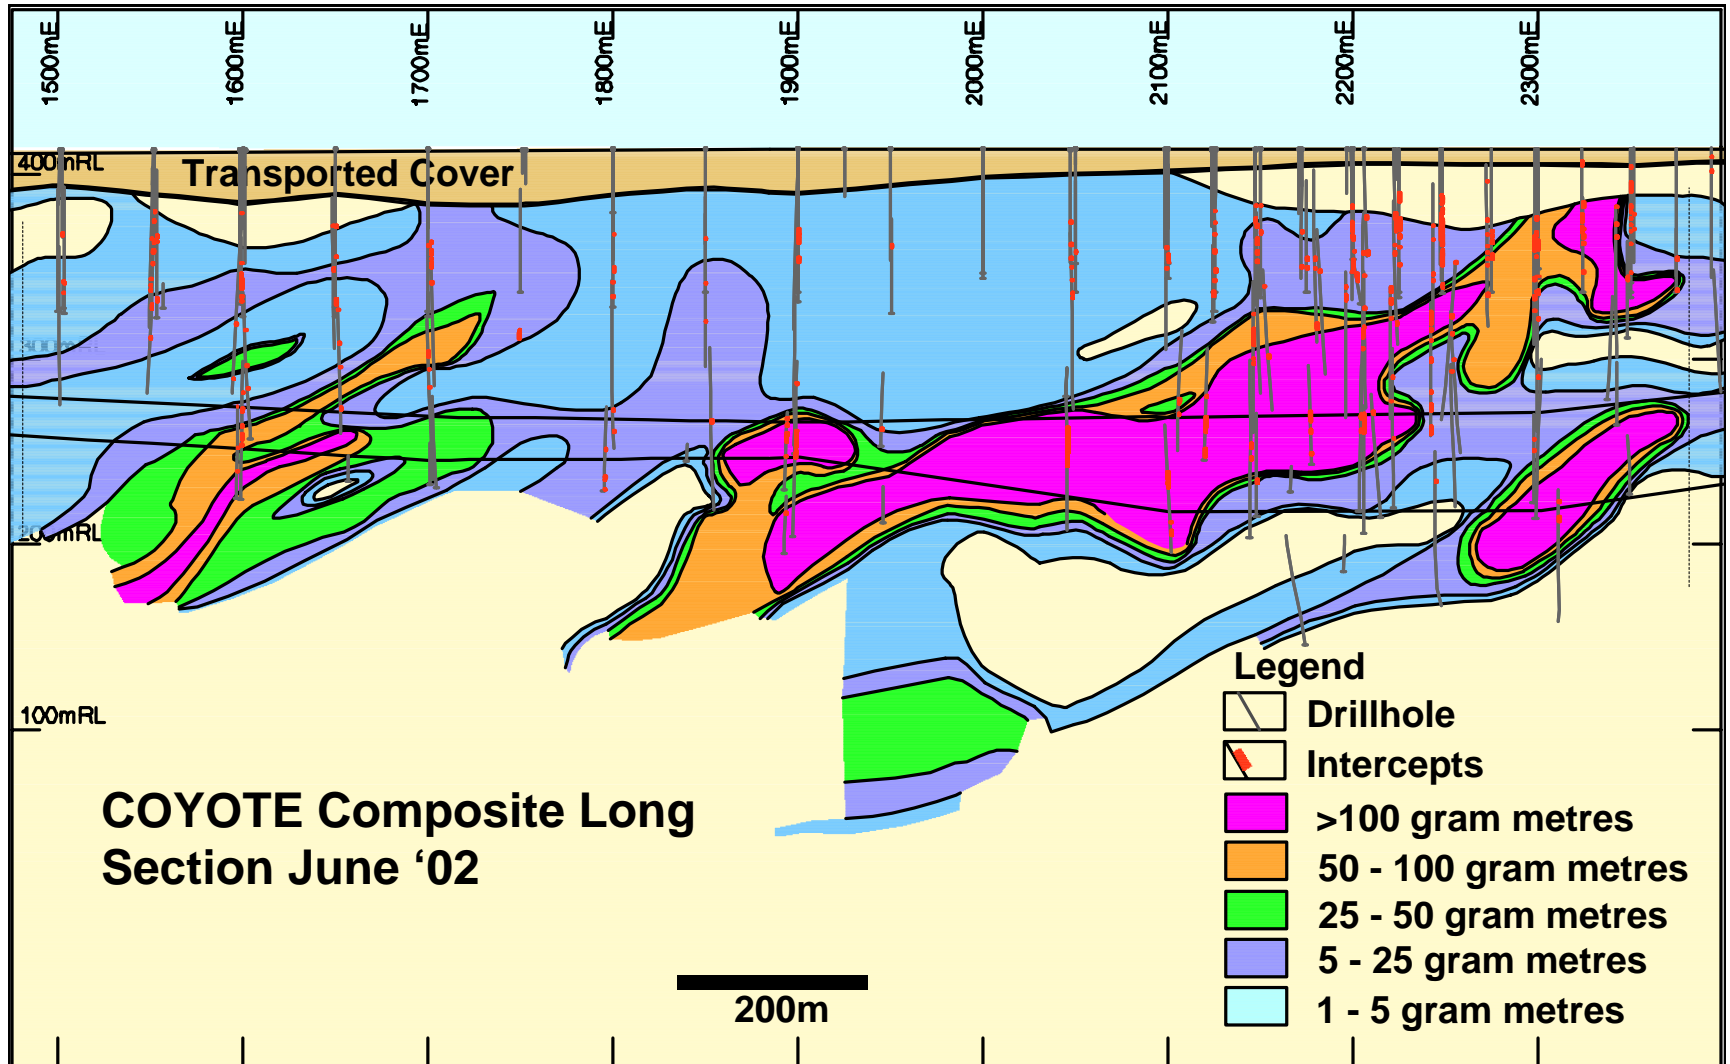 1500mE
1600mE
1700mE
1800mE
1900mE
2000mE
2100mE
2200mE
2300mE
400mRL
Transported Cover
300mRL
200mRL
100mRL
COYOTE Composite Long
Section June ‘02
200m
Legend
Drillhole
Intercepts
>100 gram metres
50 - 100 gram metres
25 - 50 gram metres
5 - 25 gram metres
1 - 5 gram metres